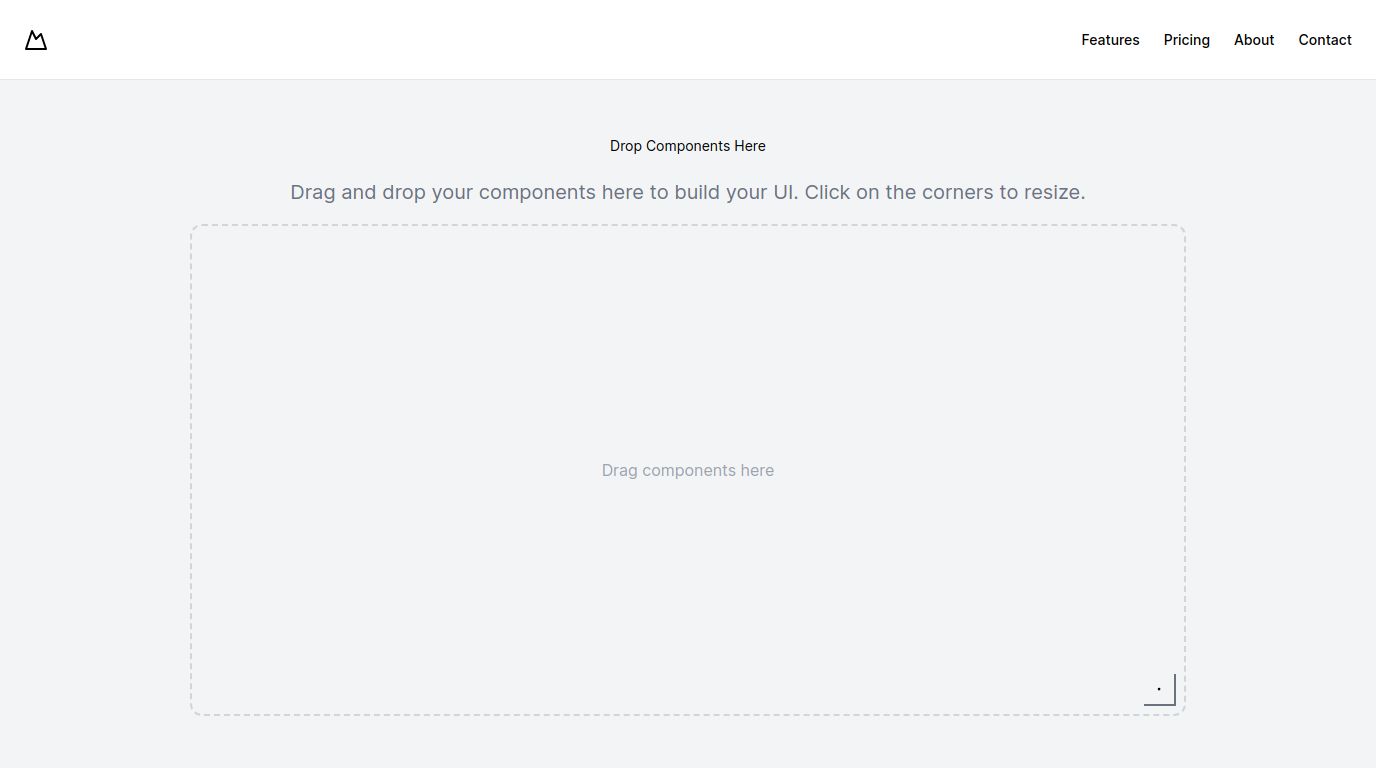 Features Pricing About Contact
Drop Components Here
Drag and drop your components here to build your UI. Click on the corners to resize.
Drag components here